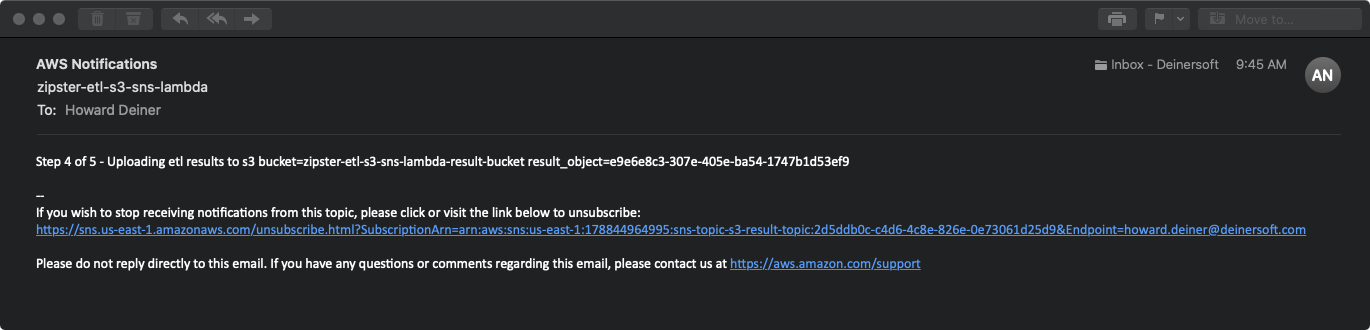 Move to...
AWS Notifications
Inbox - Deinersoft 9:45 AM
AN
zipster-etl-s3-sns-lambda
To: Howard Deiner
Step 4 of 5 - Uploading etl results to s3 bucket=zipster-etl-s3-sns-lambda-result-bucket result_object=e9e6e8c3-307e-405e-ba54-1747b1d53ef9
--
If you wish to stop receiving notifications from this topic, please click or visit the link below to unsubscribe:
https://sns.us-east-1.amazonaws.com/unsubscribe.html?SubscriptionArn=arn:aws:sns:us-east-1:178844964995:sns-topic-s3-result-topic:2d5ddb0c-c4d6-4c8e-826e-0e73061d25d9&Endpoint=howard.deiner@deinersoft.com
Please do not reply directly to this email. If you have any questions or comments regarding this email, please contact us at https://aws.amazon.com/support